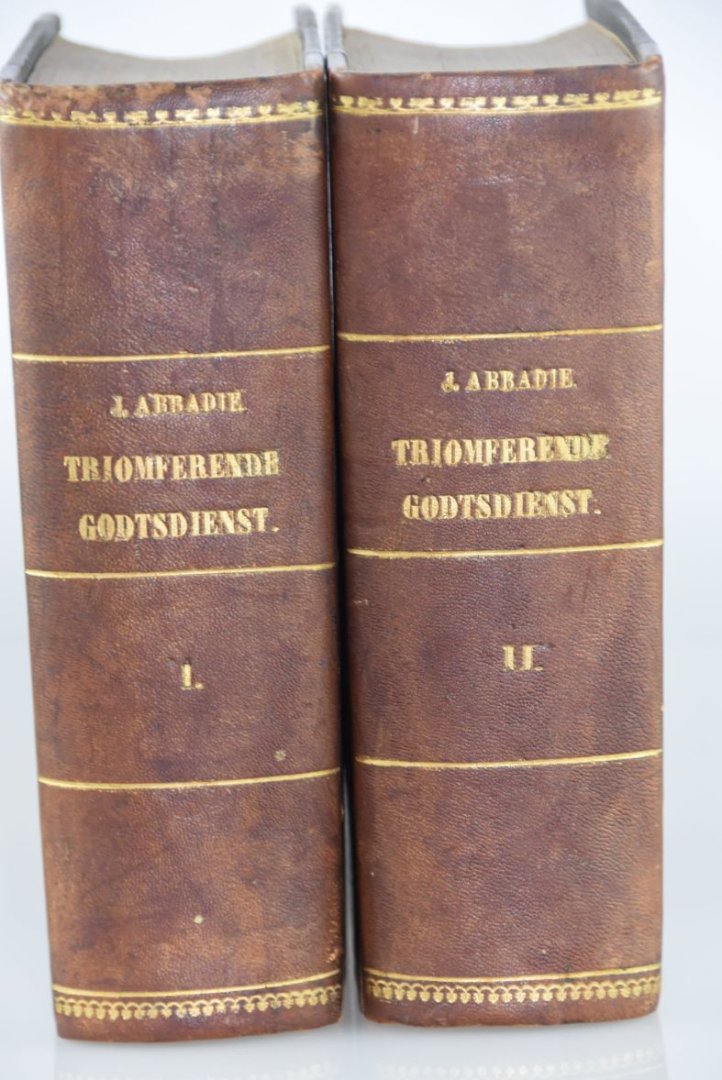 J. ABBADIE.
TRIOMFERENDE
GODTSDIENST.
I.
J. ABBADIE.
TRIOMFERENDE
GODTSDIENST.
II.